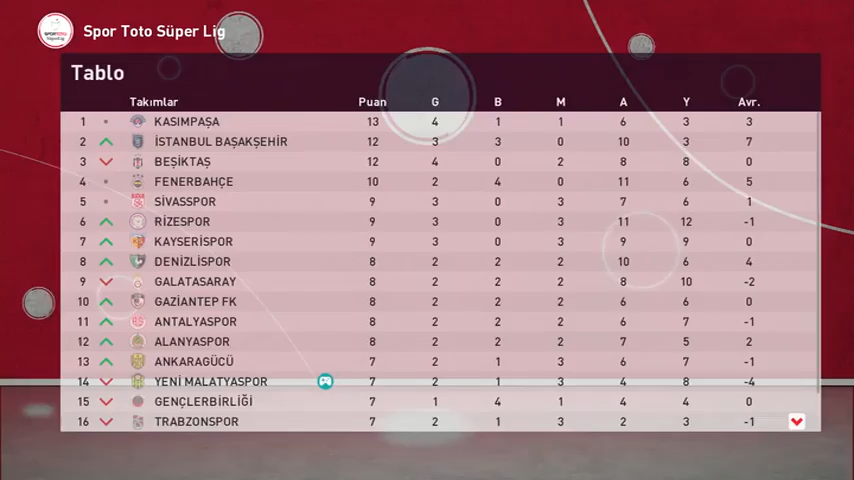 Spor Toto Süper Lig
Tablo
Takımlar Puan G B M A Y Avr.
1 KASIMPAŞA 13 4 1 1 6 3 3
2 İSTANBUL BAŞAKŞEHİR 12 3 3 0 10 3 7
3 BEŞİKTAŞ 12 4 0 2 8 8 0
4 FENERBAHÇE 10 2 4 0 11 6 5
5 SİVASSPOR 9 3 0 3 7 6 1
6 RİZESPOR 9 3 0 3 11 12 -1
7 KAYSERİSPOR 9 3 0 3 9 9 0
8 DENİZLİSPOR 8 2 2 2 10 6 4
9 GALATASARAY 8 2 2 2 8 10 -2
10 GAZİANTEP FK 8 2 2 2 6 6 0
11 ANTALYASPOR 8 2 2 2 6 7 -1
12 ALANYASPOR 8 2 2 2 7 5 2
13 ANKARAGÜCÜ 7 2 1 3 6 7 -1
14 YENİ MALATYASPOR 7 2 1 3 4 8 -4
15 GENÇLERBİRLİĞİ 7 1 4 1 4 4 0
16 TRABZONSPOR 7 2 1 3 2 3 -1